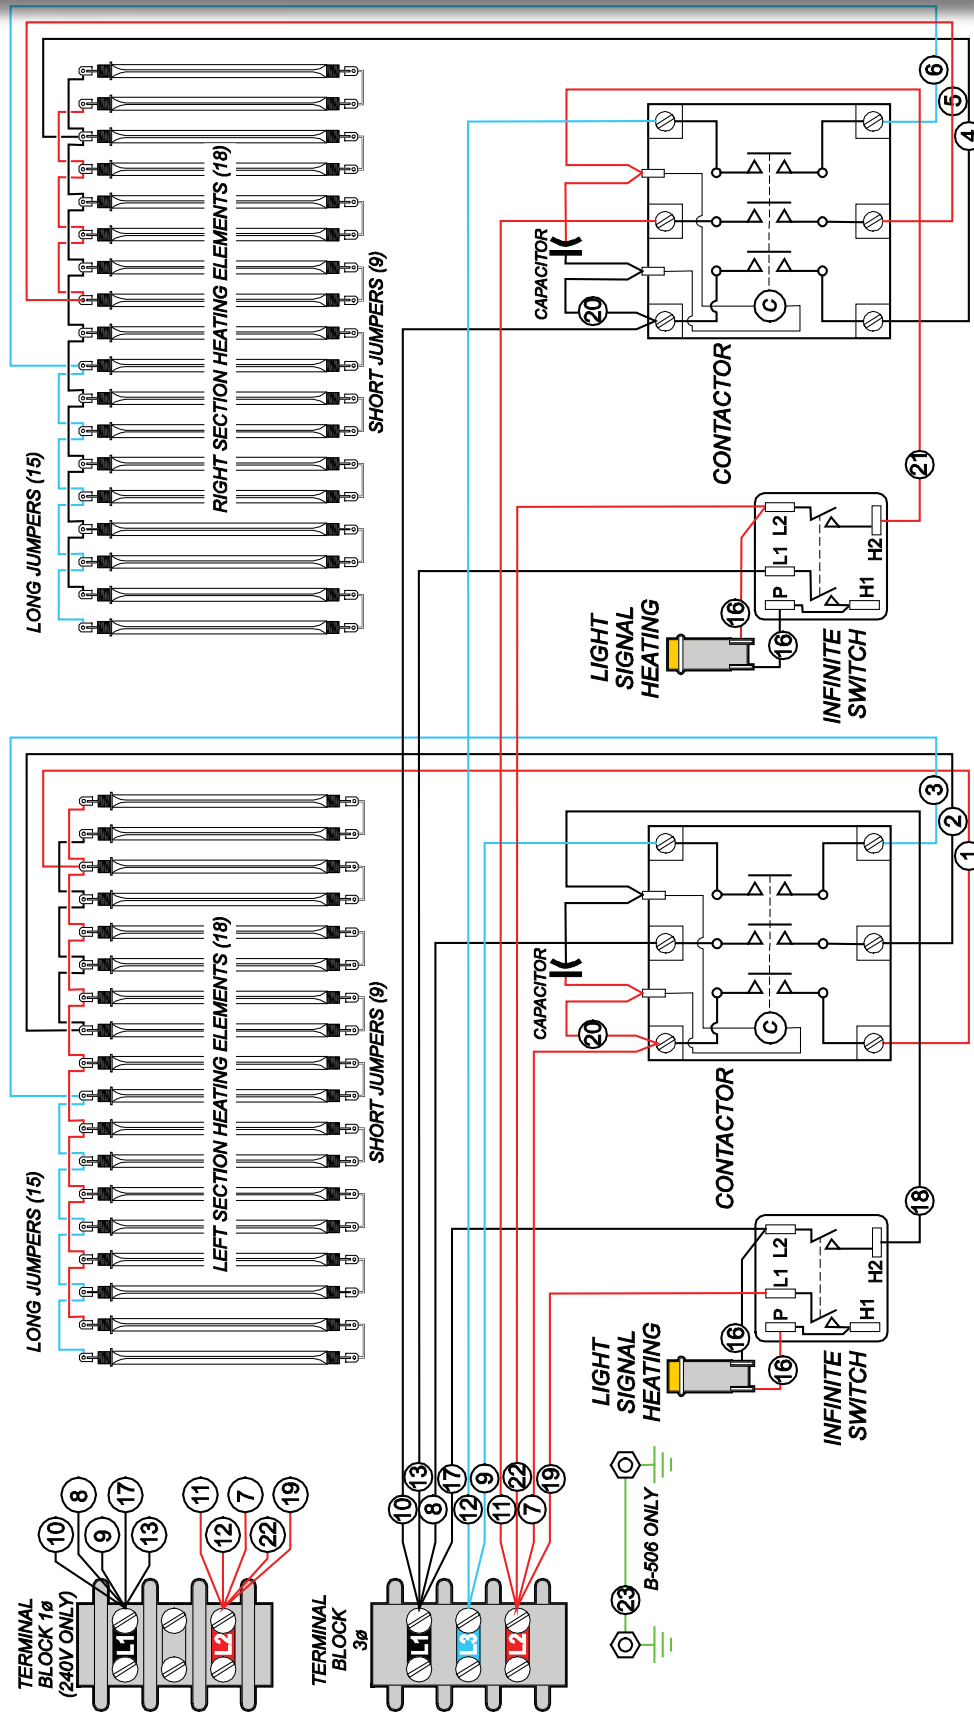 6
5
4
RIGHT SECTION HEATING ELEMENTS (18)
SHORT JUMPERS (9)
LONG JUMPERS (15)
CAPACITOR
20
C
CONTACTOR
21
L2
L1
P
H2
H1
16
16
LIGHT
SIGNAL
HEATING
INFINITE
SWITCH
3
2
1
LEFT SECTION HEATING ELEMENTS (18)
SHORT JUMPERS (9)
LONG JUMPERS (15)
CAPACITOR
20
C
CONTACTOR
18
L2
L1
P
H2
H1
16
16
LIGHT
SIGNAL
HEATING
INFINITE
SWITCH
TERMINAL
BLOCK 1ø
(240V ONLY)
10
8
9
17
13
11
12
7
22
19
L1
L2
TERMINAL
BLOCK
3ø
10
13
8
17
12
9
11
22
7
19
L1
L3
L2
23
B-506 ONLY